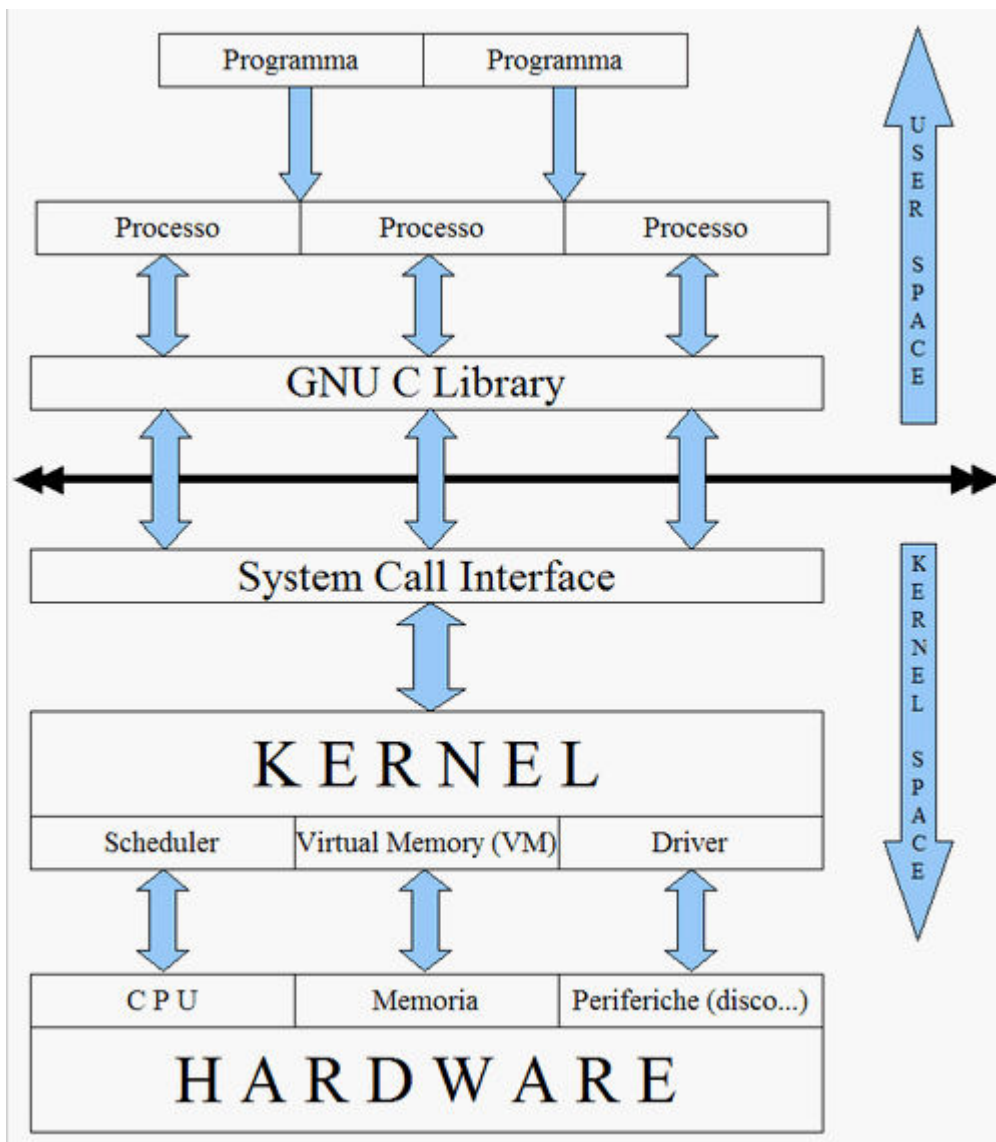 Programma Programma
Processo Processo Processo
GNU C Library
System Call Interface
KERNEL
Scheduler Virtual Memory (VM) Driver
CPU Memoria Periferiche (disco...)
HARDWARE
USER SPACE
KERNEL SPACE